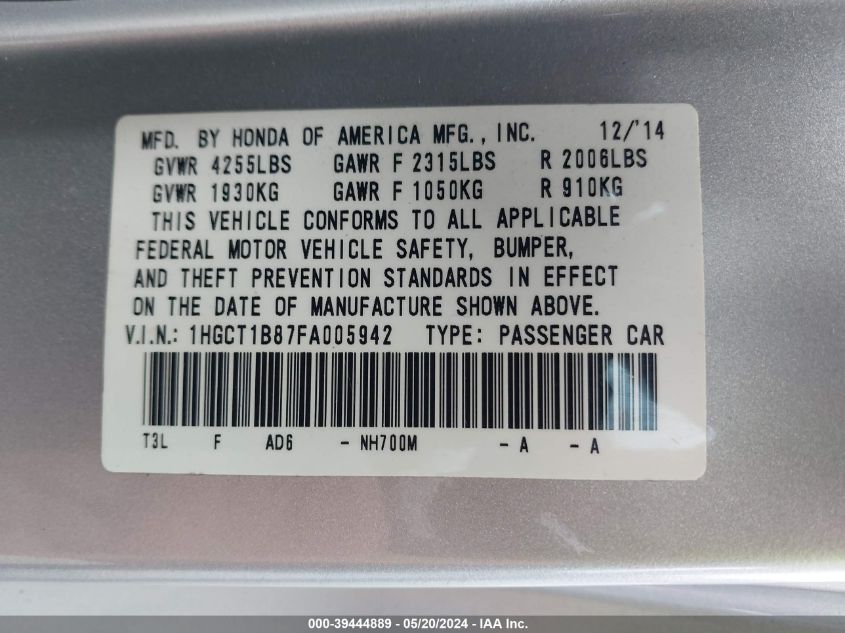 MFD. BY HONDA OF AMERICA MFG., INC. 12/'14
GVWR 4255LBS GAWR F 2315LBS R 2006LBS
GVWR 1930KG GAWR F 1050KG R 910KG
THIS VEHICLE CONFORMS TO ALL APPLICABLE
FEDERAL MOTOR VEHICLE SAFETY, BUMPER,
AND THEFT PREVENTION STANDARDS IN EFFECT
ON THE DATE OF MANUFACTURE SHOWN ABOVE.
V.I.N.: 1HGCT1B87FA005942 TYPE: PASSENGER CAR
T3L F AD6 - NH700M - A - A
000-39444889 - 05/20/2024 - IAA Inc.